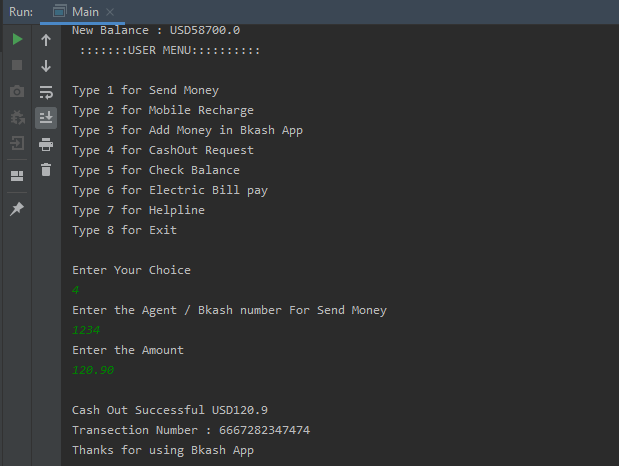 Run: Main
New Balance : USD58700.0
:::::::USER MENU::::::::::
Type 1 for Send Money
Type 2 for Mobile Recharge
Type 3 for Add Money in Bkash App
Type 4 for CashOut Request
Type 5 for Check Balance
Type 6 for Electric Bill pay
Type 7 for Helpline
Type 8 for Exit
Enter Your Choice
4
Enter the Agent / Bkash number For Send Money
1234
Enter the Amount
120.90
Cash Out Successful USD120.9
Transection Number : 6667282347474
Thanks for using Bkash App